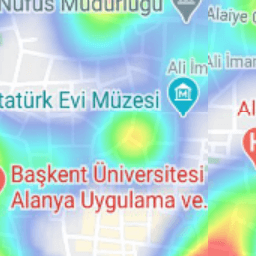 Nüfus Müdürlüğü
Alaiye
Ali İm
Ali İmar
Atatürk Evi Müzesi
Al
Başkent Üniversitesi
Alanya Uygulama ve.